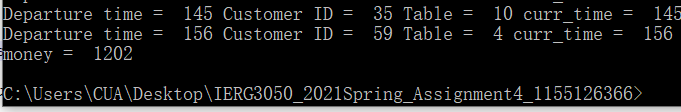 Departure time =  145 Customer ID =  35 Table =  10 curr_time =  145
Departure time =  156 Customer ID =  59 Table =  4 curr_time =  156
money =  1202
C:\Users\CUA\Desktop\IERG3050_2021Spring_Assignment4_1155126366>